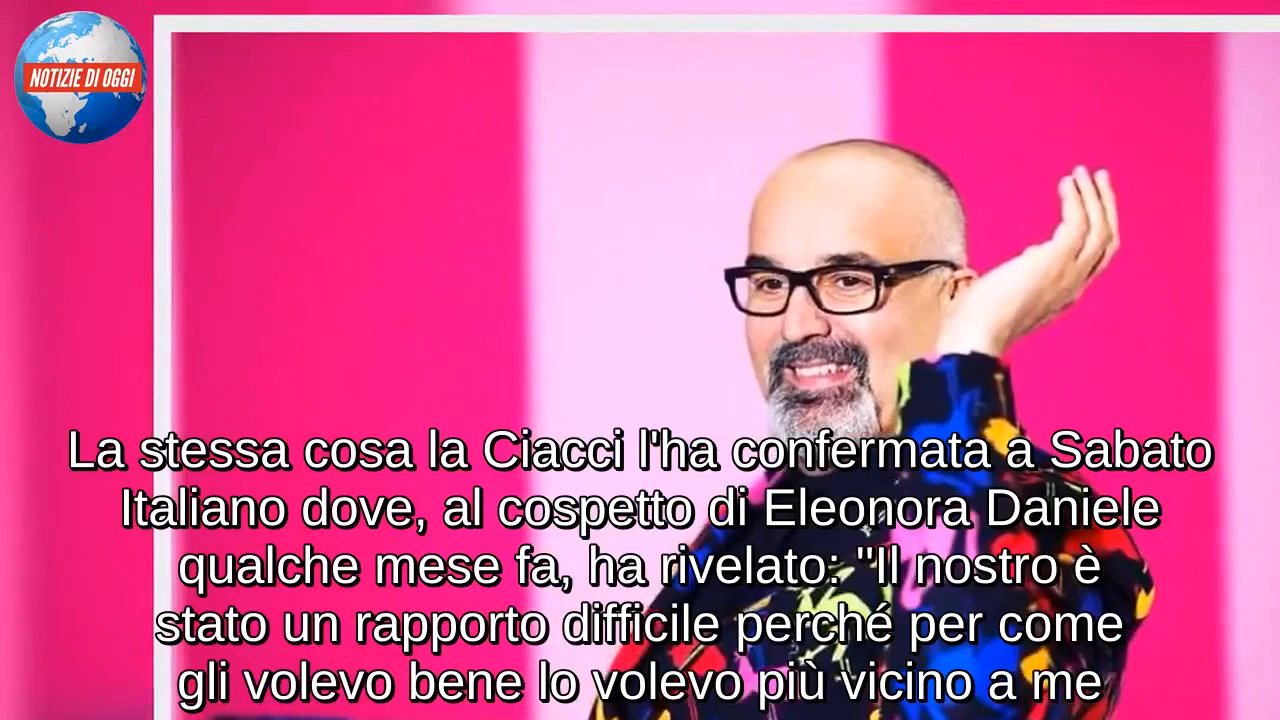 NOTIZIE DI OGGI
La stessa cosa la Ciacci l'ha confermata a Sabato
Italiano dove, al cospetto di Eleonora Daniele
qualche mese fa, ha rivelato: "Il nostro è
stato un rapporto difficile perché per come
gli volevo bene lo volevo più vicino a me